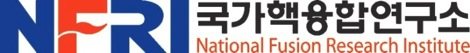 NFRI 국가핵융합연구소
National Fusion Research Institute